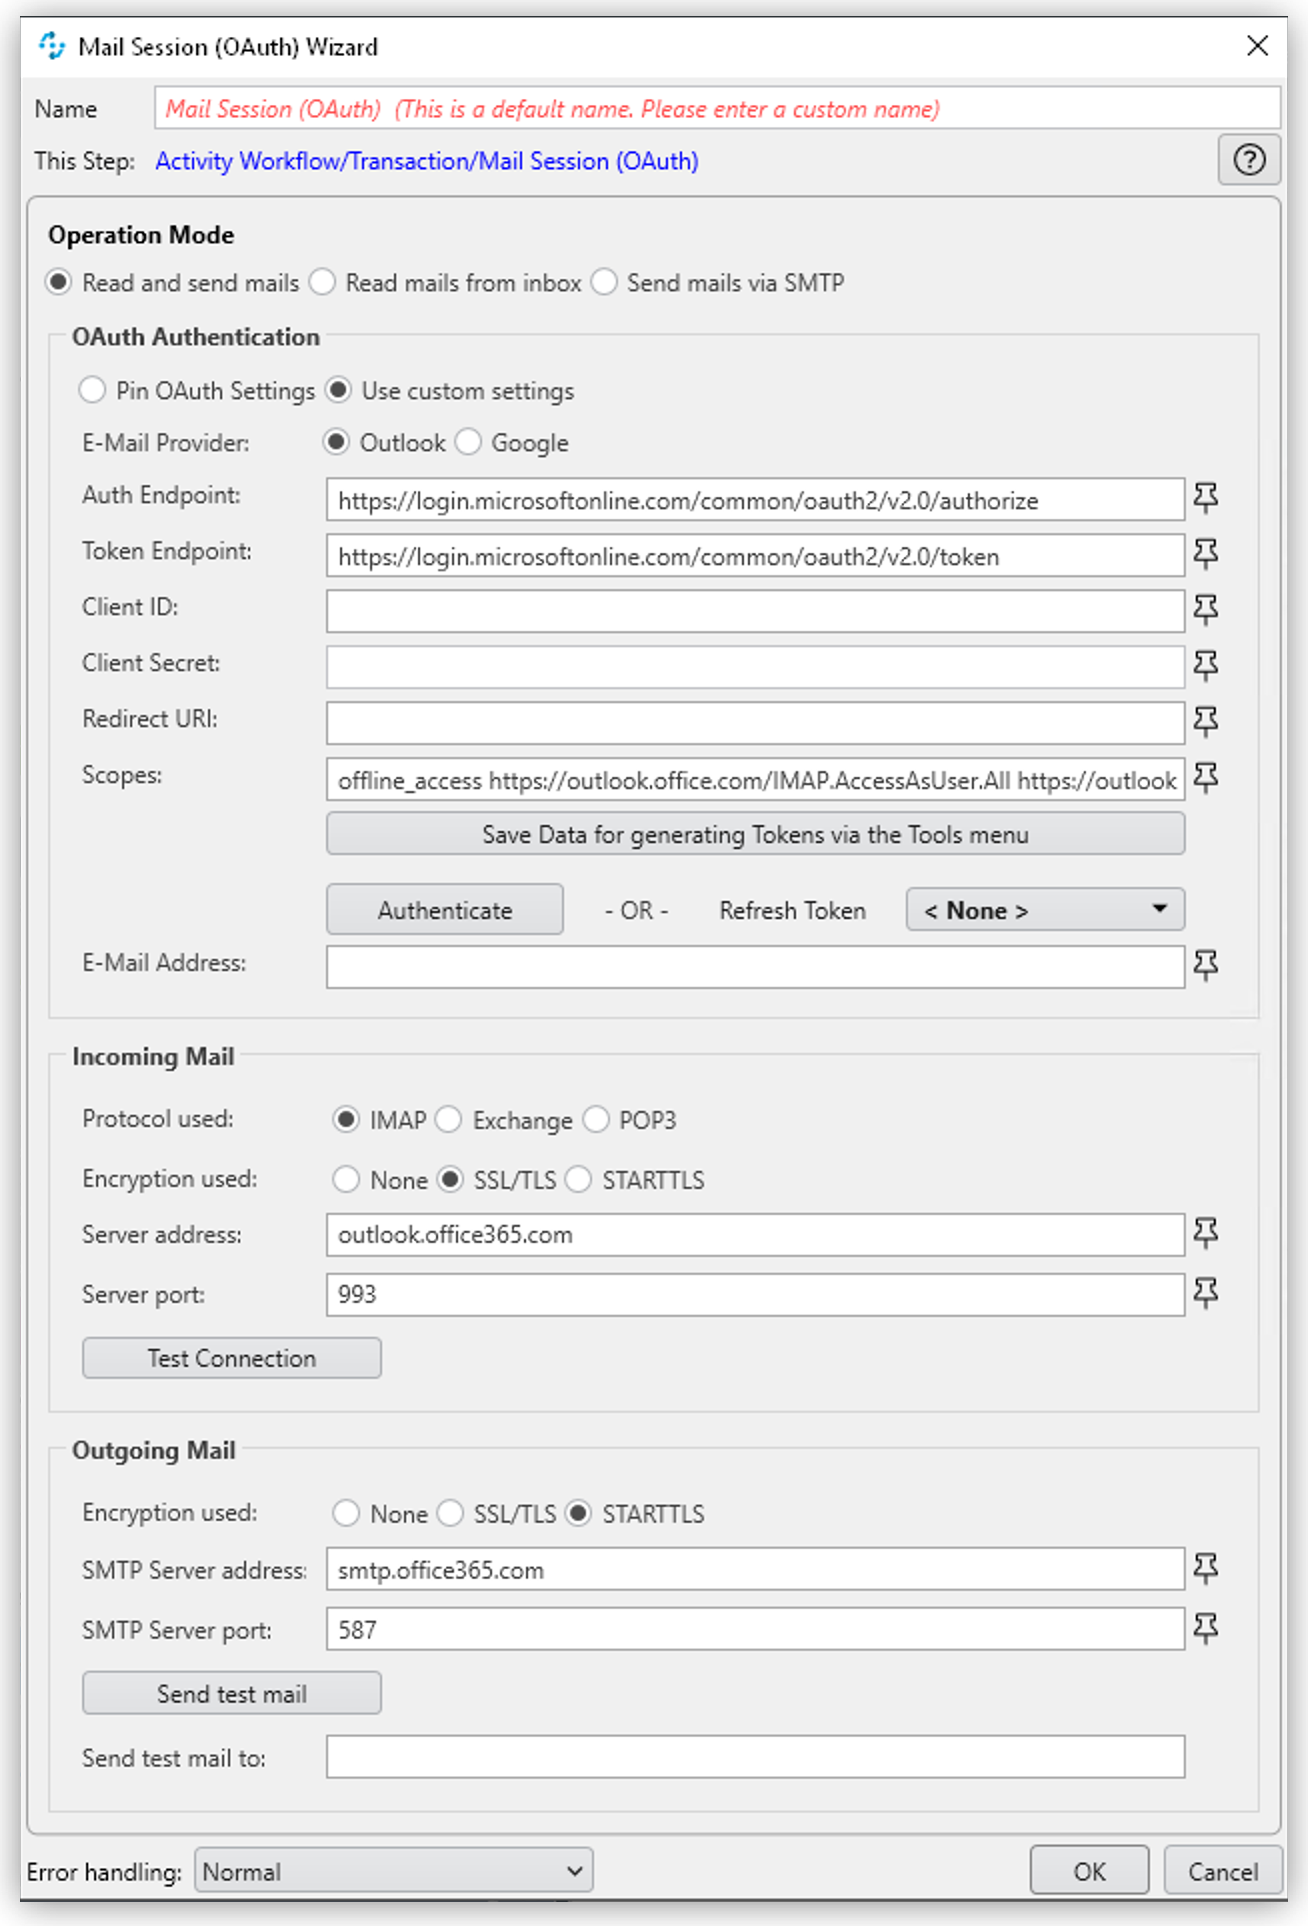 Mail Session (OAuth) Wizard
Name Mail Session (OAuth) (This is a default name. Please enter a custom name)
This Step: Activity Workflow/Transaction/Mail Session (OAuth)
Operation Mode
Read and send mails Read mails from inbox Send mails via SMTP
OAuth Authentication
Pin OAuth Settings Use custom settings
E-Mail Provider: Outlook Google
Auth Endpoint: https://login.microsoftonline.com/common/oauth2/v2.0/authorize
Token Endpoint: https://login.microsoftonline.com/common/oauth2/v2.0/token
Client ID:
Client Secret:
Redirect URI:
Scopes: offline_access https://outlook.office.com/IMAP.AccessAsUser.All https://outlook
Save Data for generating Tokens via the Tools menu
Authenticate - OR - Refresh Token < None >
E-Mail Address:
Incoming Mail
Protocol used: IMAP Exchange POP3
Encryption used: None SSL/TLS STARTTLS
Server address: outlook.office365.com
Server port: 993
Test Connection
Outgoing Mail
Encryption used: None SSL/TLS STARTTLS
SMTP Server address: smtp.office365.com
SMTP Server port: 587
Send test mail
Send test mail to:
Error handling: Normal OK Cancel